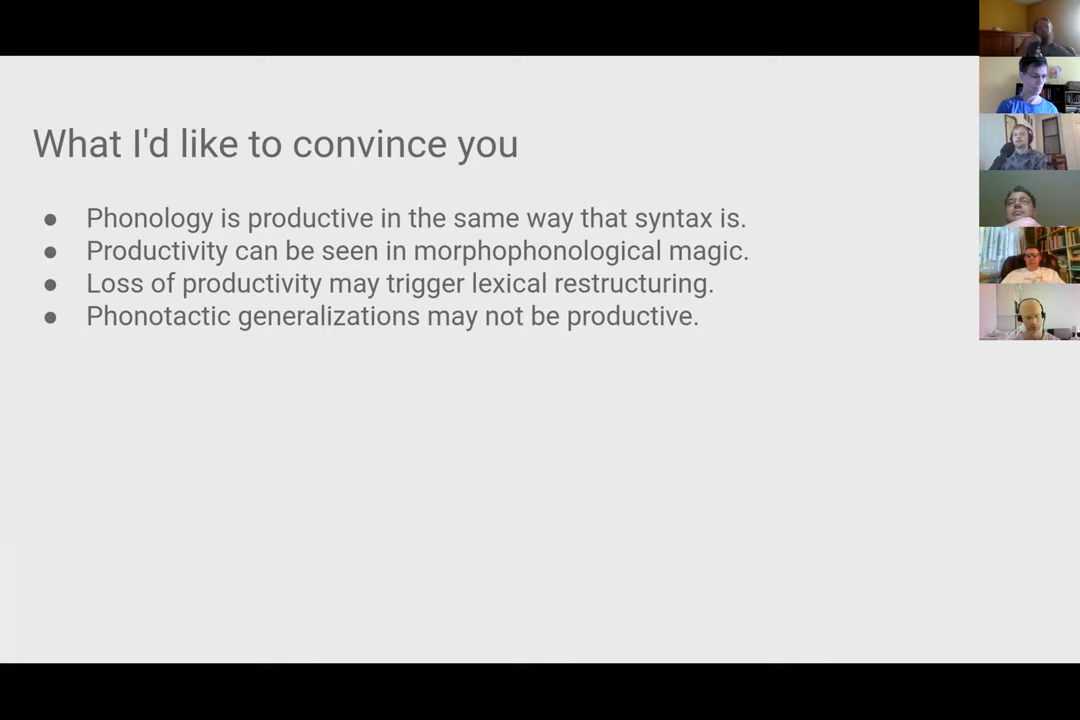 What I'd like to convince you
● Phonology is productive in the same way that syntax is.
● Productivity can be seen in morphophonological magic.
● Loss of productivity may trigger lexical restructuring.
● Phonotactic generalizations may not be productive.